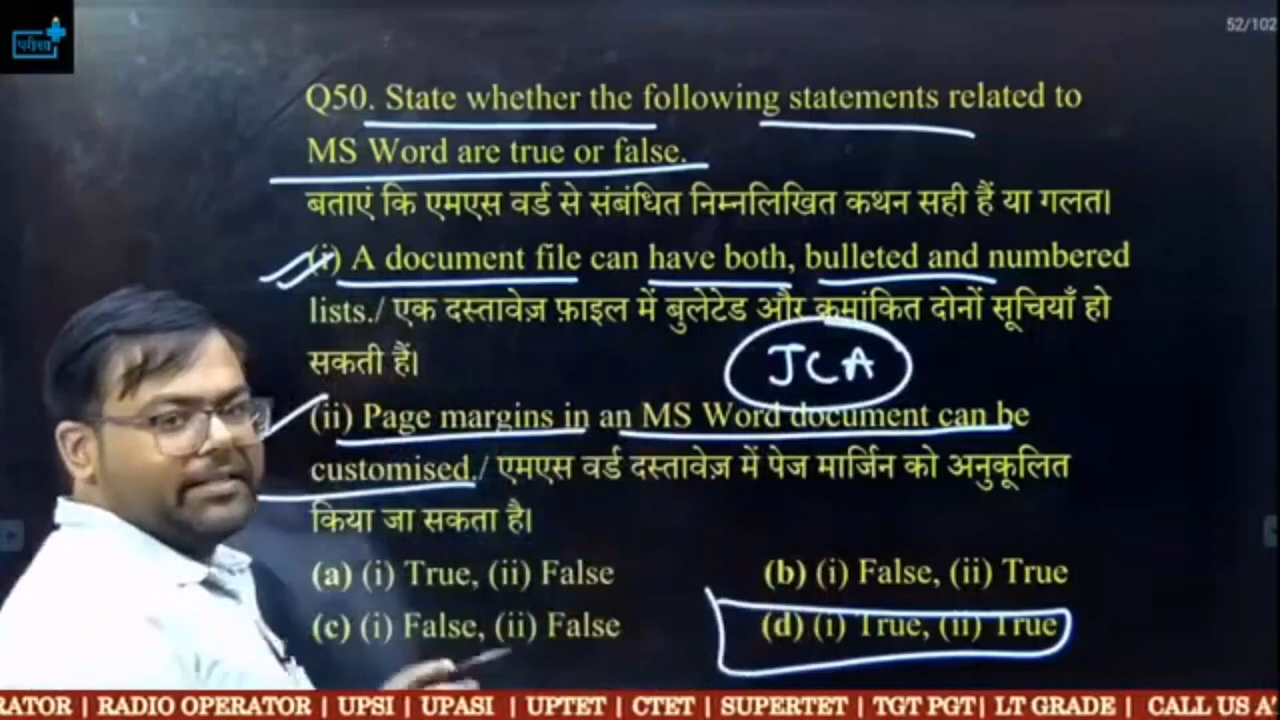 परीक्षा
52/102
Q50. State whether the following statements related to
MS Word are true or false.
बताएं कि एमएस वर्ड से संबंधित निम्नलिखित कथन सही हैं या गलत।
(i) A document file can have both, bulleted and numbered
lists./ एक दस्तावेज़ फ़ाइल में बुलेटेड और क्रमांकित दोनों सूचियाँ हो
सकती हैं।
JCA
(ii) Page margins in an MS Word document can be
customised./ एमएस वर्ड दस्तावेज़ में पेज मार्जिन को अनुकूलित
किया जा सकता है।
(a) (i) True, (ii) False (b) (i) False, (ii) True
(c) (i) False, (ii) False (d) (i) True, (ii) True
RATOR | RADIO OPERATOR | UPSI | UPASI | UPTET | CTET | SUPERTET | TGT PGT | LT GRADE | CALL US